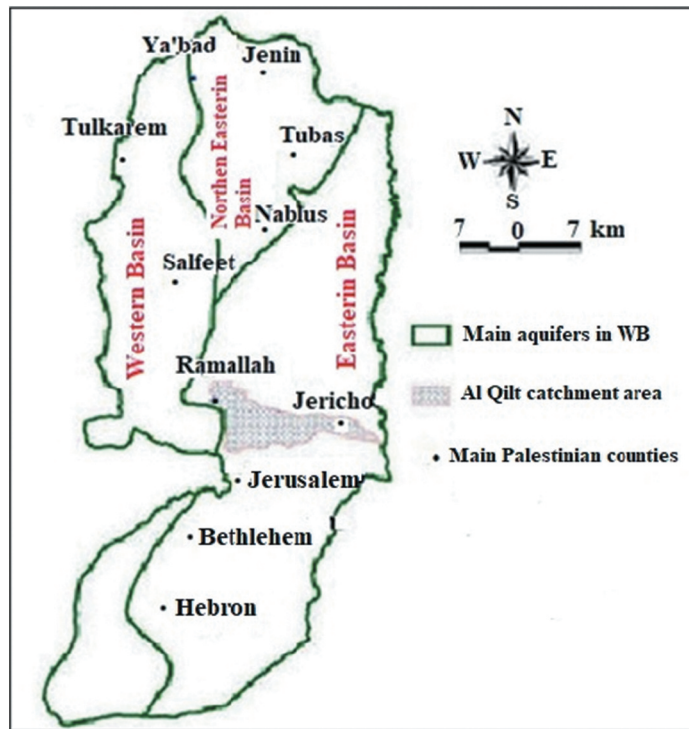 Ya'bad
Jenin
Tulkarem
Tubas
Northen Easterin
Basin
Nablus
Western Basin
Salfeet
Easterin Basin
Ramallah
Jericho
Jerusalem
Bethlehem
Hebron
N
W E
S
7 0 7 km
Main aquifers in WB
Al Qilt catchment area
Main Palestinian counties